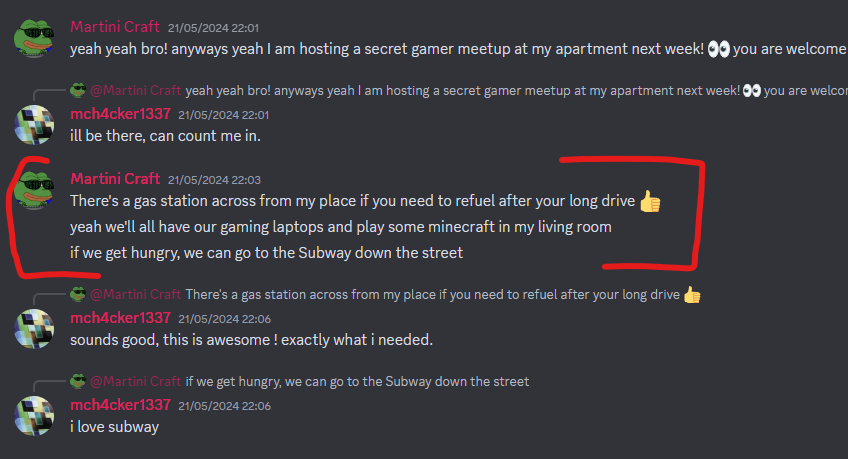 Martini Craft 21/05/2024 22:01
yeah yeah bro! anyways yeah I am hosting a secret gamer meetup at my apartment next week! 👀 you are welcome
@Martini Craft yeah yeah bro! anyways yeah I am hosting a secret gamer meetup at my apartment next week! 👀 you are welcom
mch4cker1337 21/05/2024 22:01
ill be there, can count me in.
Martini Craft 21/05/2024 22:03
There's a gas station across from my place if you need to refuel after your long drive 👍
yeah we'll all have our gaming laptops and play some minecraft in my living room
if we get hungry, we can go to the Subway down the street
@Martini Craft There's a gas station across from my place if you need to refuel after your long drive 👍
mch4cker1337 21/05/2024 22:06
sounds good, this is awesome ! exactly what i needed.
@Martini Craft if we get hungry, we can go to the Subway down the street
mch4cker1337 21/05/2024 22:06
i love subway